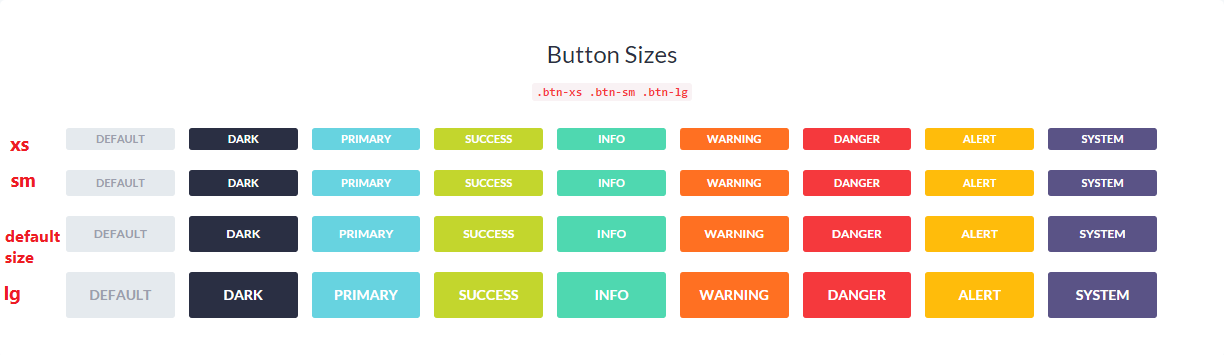 Button Sizes
.btn-xs .btn-sm .btn-lg
xs DEFAULT DARK PRIMARY SUCCESS INFO WARNING DANGER ALERT SYSTEM
sm DEFAULT DARK PRIMARY SUCCESS INFO WARNING DANGER ALERT SYSTEM
default DEFAULT DARK PRIMARY SUCCESS INFO WARNING DANGER ALERT SYSTEM
size
lg DEFAULT DARK PRIMARY SUCCESS INFO WARNING DANGER ALERT SYSTEM